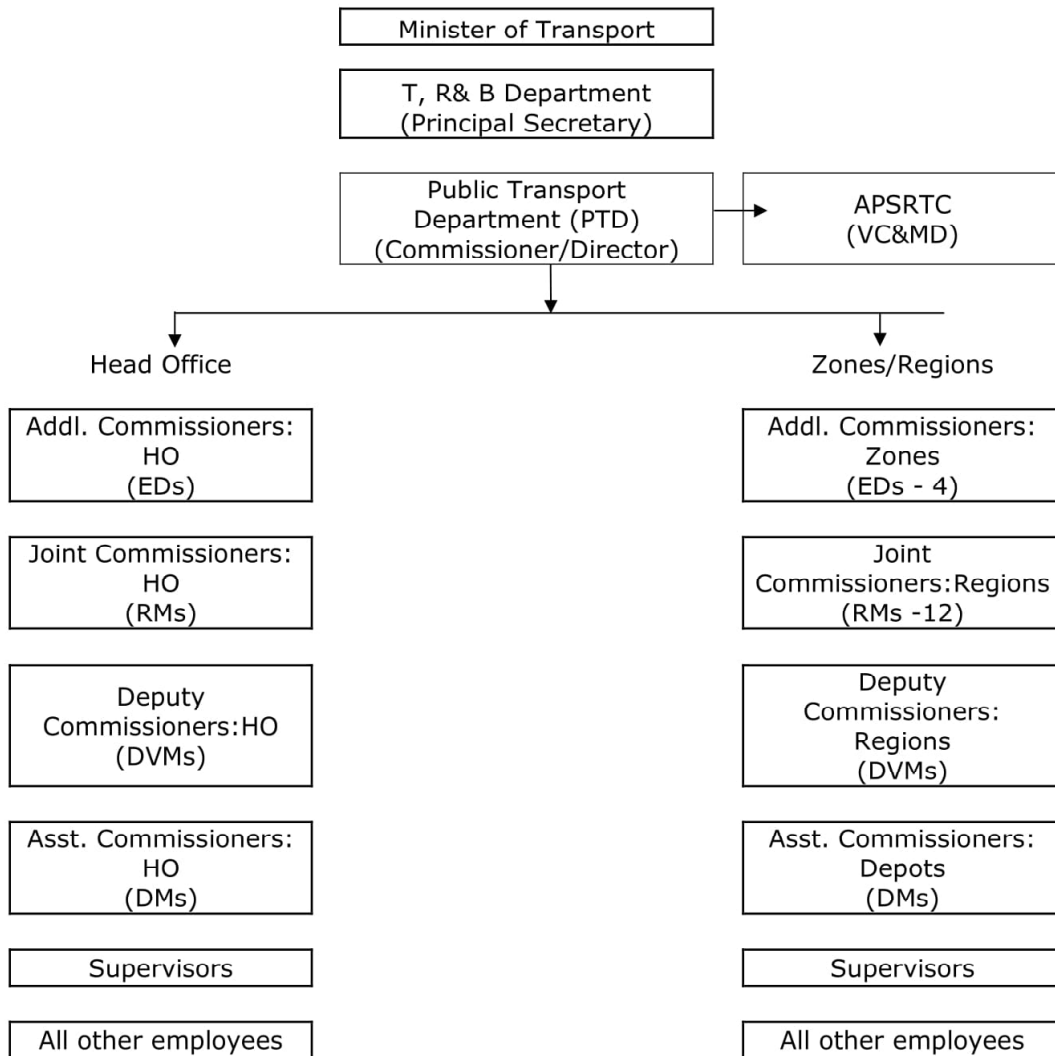 Minister of Transport
T, R& B Department
(Principal Secretary)
Public Transport
Department (PTD)
(Commissioner/Director)
APSRTC
(VC&MD)
Head Office
Zones/Regions
Addl. Commissioners:
HO
(EDs)
Addl. Commissioners:
Zones
(EDs - 4)
Joint Commissioners:
HO
(RMs)
Joint
Commissioners:Regions
(RMs -12)
Deputy
Commissioners:HO
(DVMs)
Deputy
Commissioners:
Regions
(DVMs)
Asst. Commissioners:
HO
(DMs)
Asst. Commissioners:
Depots
(DMs)
Supervisors
Supervisors
All other employees
All other employees